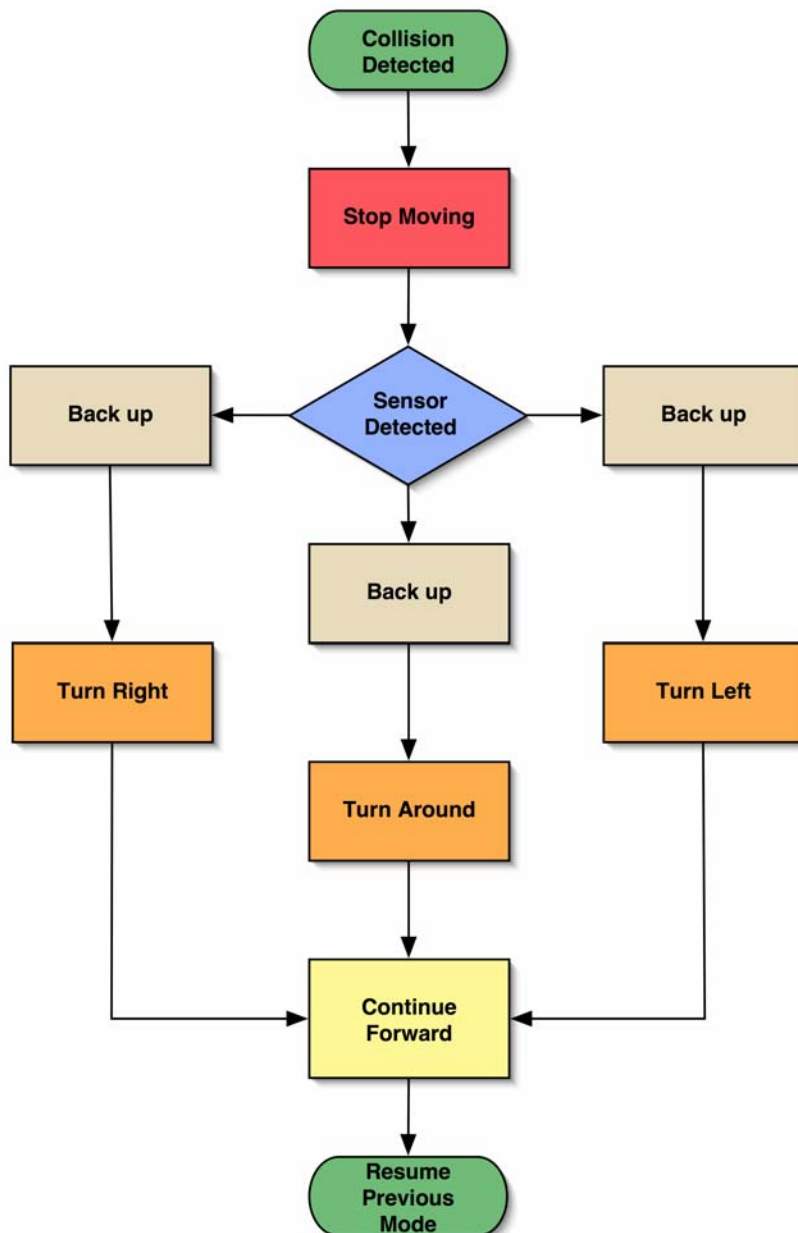 Collision
Detected
Stop Moving
Back up
Sensor
Detected
Back up
Back up
Turn Right
Turn Left
Turn Around
Continue
Forward
Resume
Previous
Mode